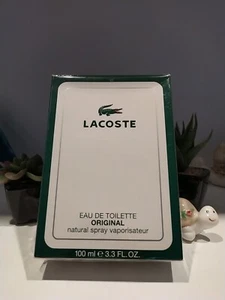 LACOSTE
EAU DE TOILETTE
ORIGINAL
natural spray vaporisateur
100 ml e 3.3 FL. OZ.